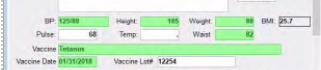 BP: 125/80 Height: 185 Weight: 88 BMI: 25.7
Pulse: 68 Temp: . Waist 82
Vaccine Tetanus
Vaccine Date 01/31/2018 Vaccine Lot# 12254